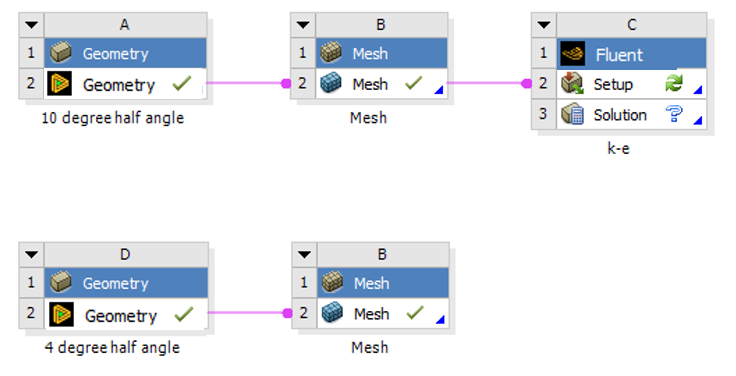 A
1 Geometry
2 Geometry
10 degree half angle
B
1 Mesh
2 Mesh
Mesh
C
1 Fluent
2 Setup
3 Solution ?
k-e
D
1 Geometry
2 Geometry
4 degree half angle
B
1 Mesh
2 Mesh
Mesh